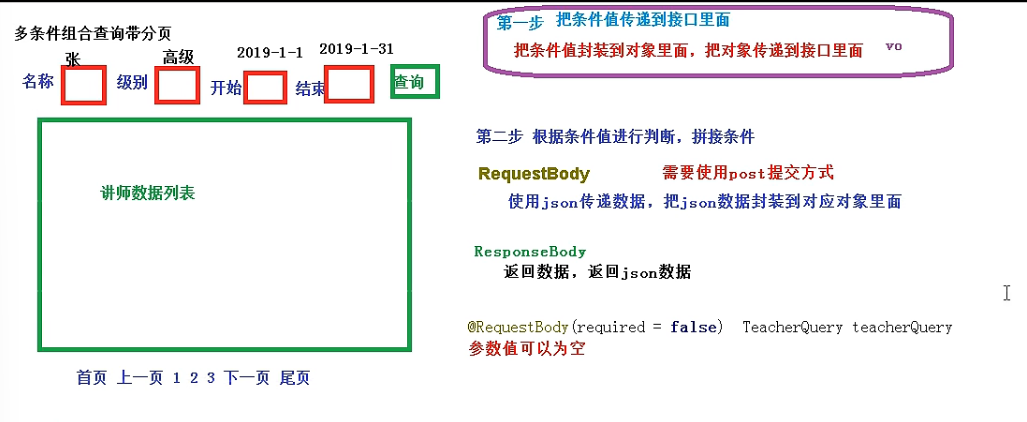 多条件组合查询带分页
张 高级 2019-1-1 2019-1-31
名称 级别 开始 结束 查询
讲师数据列表
首页 上一页 1 2 3 下一页 尾页
第一步 把条件值传递到接口里面
把条件值封装到对象里面，把对象传递到接口里面 vo
第二步 根据条件值进行判断，拼接条件
RequestBody 需要使用post提交方式
使用json传递数据，把json数据封装到对应对象里面
ResponseBody
返回数据，返回json数据
@RequestBody(required = false) TeacherQuery teacherQuery
参数值可以为空